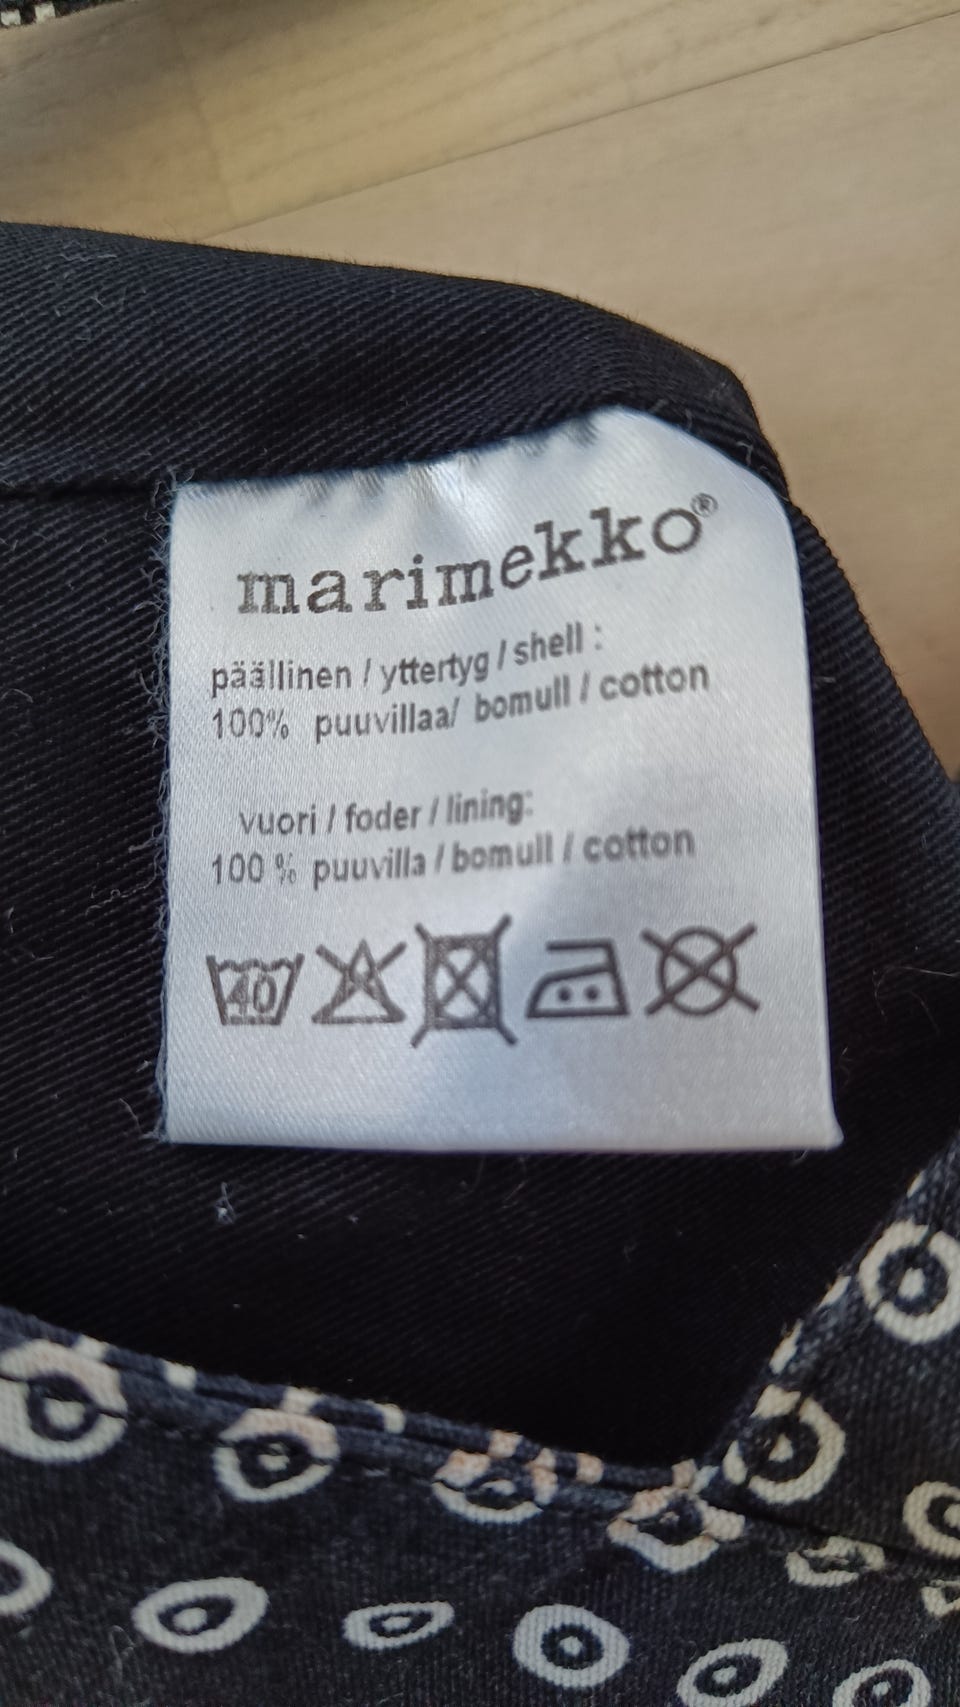 marimekko®
päällinen / yttertyg / shell :
100% puuvillaa/ bomull / cotton
vuori / foder / lining:
100 % puuvilla / bomull / cotton
40